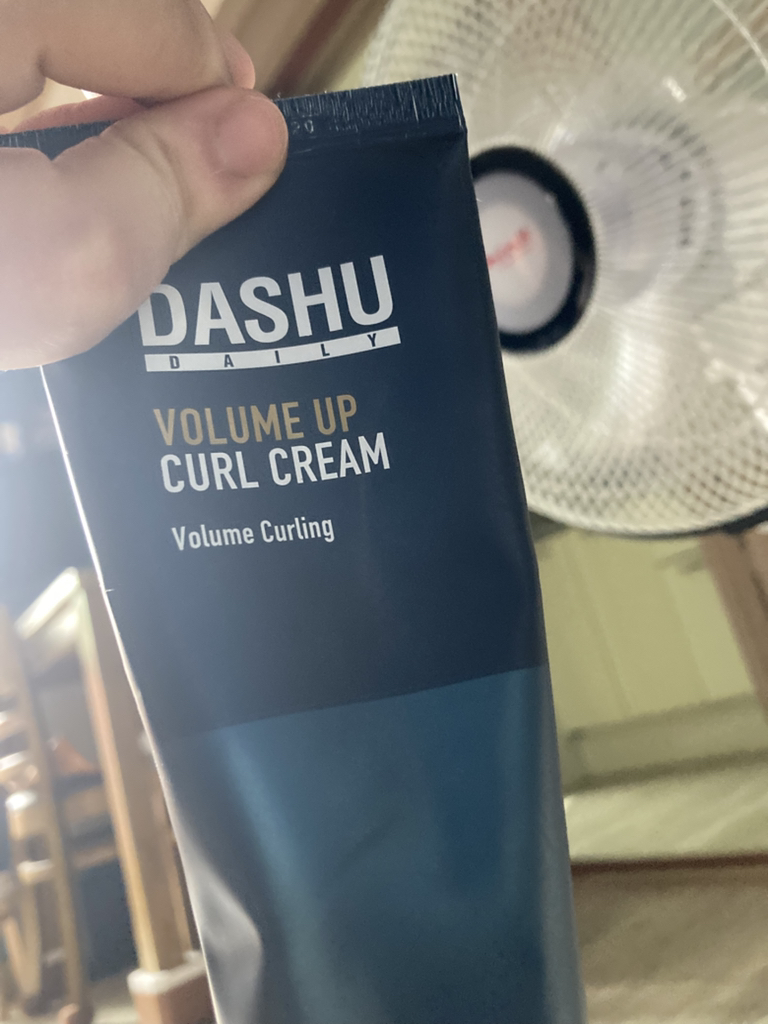 DASHU
DAILY
VOLUME UP
CURL CREAM
Volume Curling